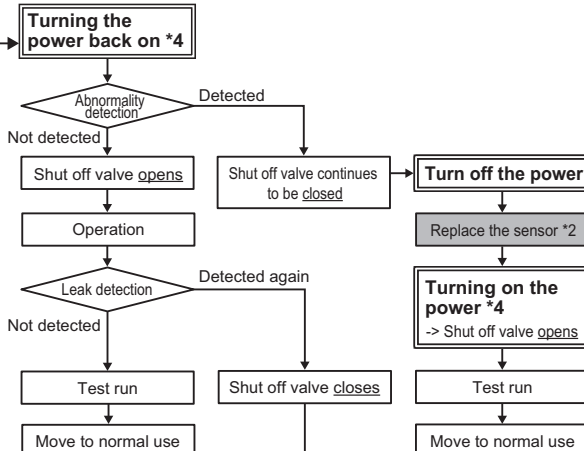 Turning the
power back on *4
Abnormality
detection
Detected
Not detected
Shut off valve opens
Shut off valve continues
to be closed
Turn off the power
Operation
Replace the sensor *2
Leak detection
Detected again
Not detected
Turning on the
power *4
-> Shut off valve opens
Test run
Shut off valve closes
Test run
Move to normal use
Move to normal use